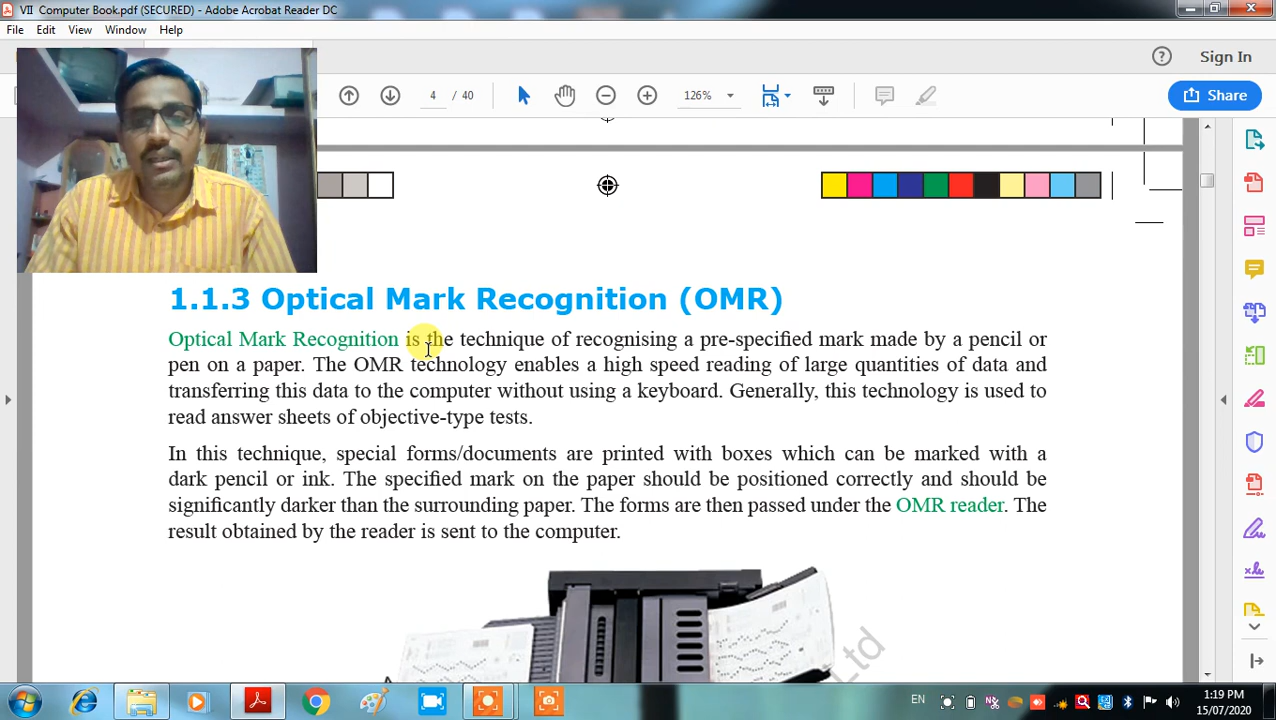 VII Computer Book.pdf (SECURED) - Adobe Acrobat Reader DC
File Edit View Window Help
Sign In
4 / 40
126%
Share
1.1.3 Optical Mark Recognition (OMR)
Optical Mark Recognition is the technique of recognising a pre-specified mark made by a pencil or
pen on a paper. The OMR technology enables a high speed reading of large quantities of data and
transferring this data to the computer without using a keyboard. Generally, this technology is used to
read answer sheets of objective-type tests.
In this technique, special forms/documents are printed with boxes which can be marked with a
dark pencil or ink. The specified mark on the paper should be positioned correctly and should be
significantly darker than the surrounding paper. The forms are then passed under the OMR reader. The
result obtained by the reader is sent to the computer.
Ltd
EN
1:19 PM
15/07/2020